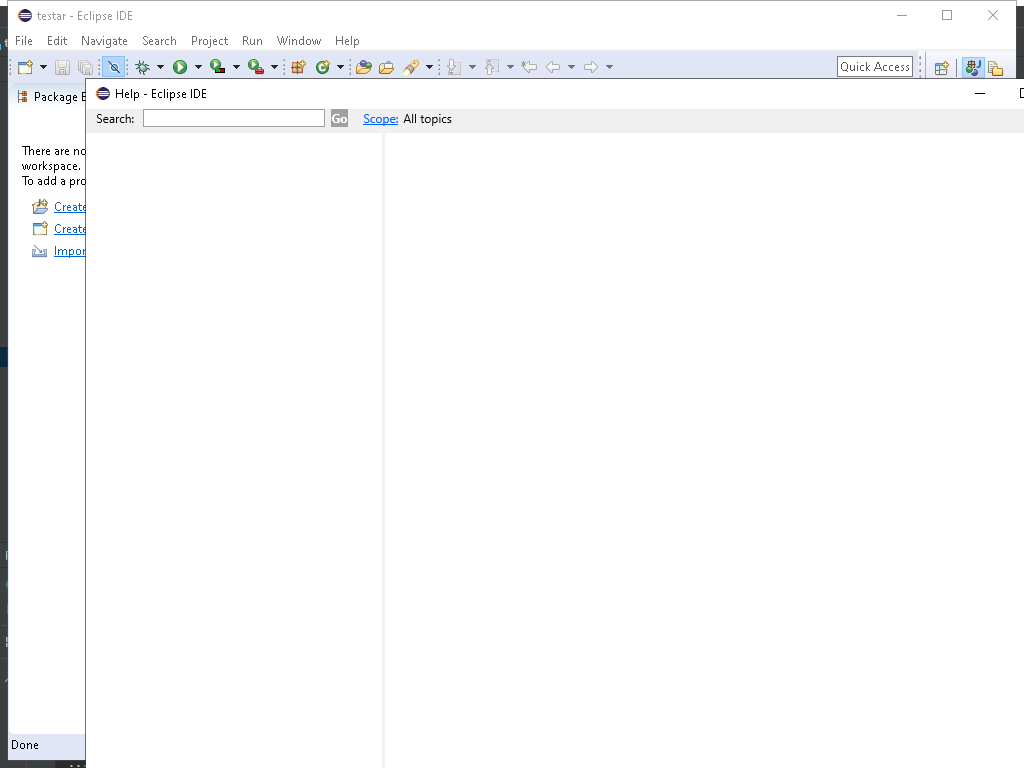 testar - Eclipse IDE
File Edit Navigate Search Project Run Window Help
Quick Access
Package E
Help - Eclipse IDE
Search: Go Scope: All topics
There are no
workspace.
To add a pro
Create
Create
Impor
Done